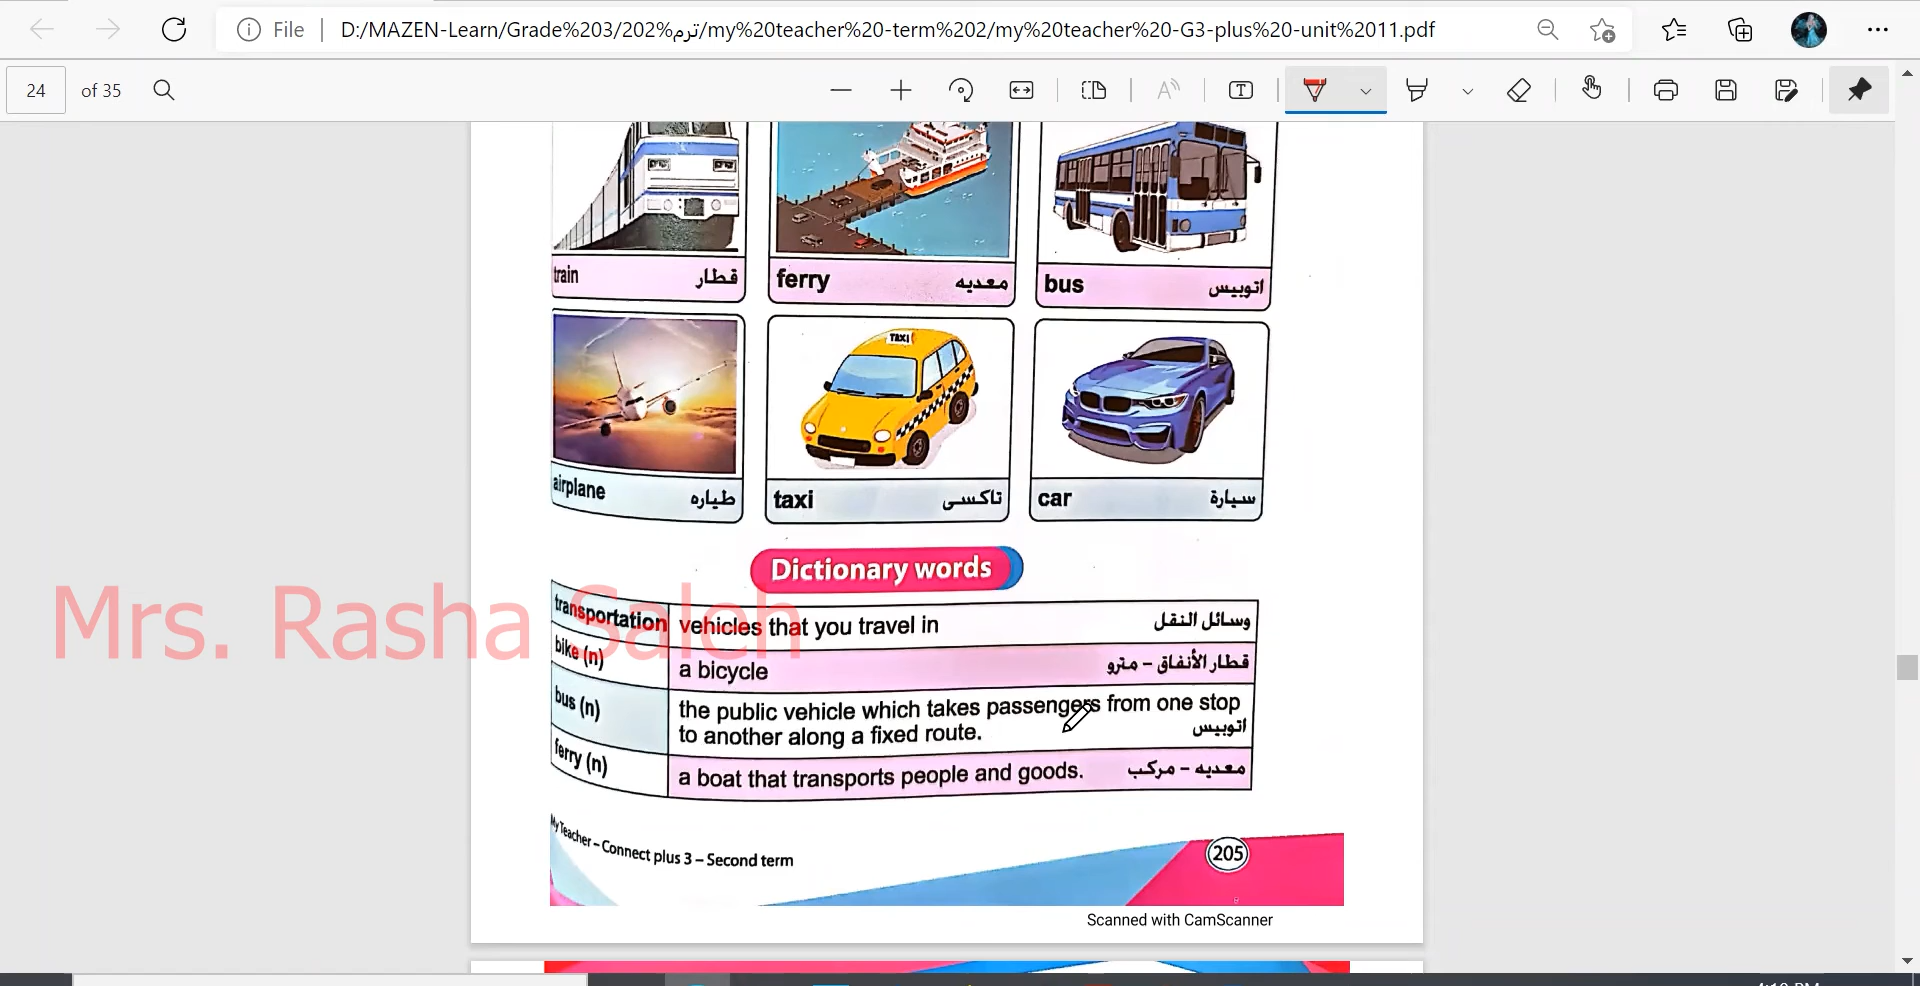 File
D:/MAZEN-Learn/Grade%203/202%ترم/my%20teacher%20-term%202/my%20teacher%20-G3-plus%20-unit%2011.pdf
24 of 35
train قطار
ferry معديه
bus اتوبيس
TAXI
airplane طياره
taxi تاكسى
car سيارة
Dictionary words
transportation vehicles that you travel in وسائل النقل
bike (n) a bicycle قطار الأنفاق – مترو
bus (n) the public vehicle which takes passengers from one stop
to another along a fixed route. اتوبيس
ferry (n) a boat that transports people and goods. معديه – مركب
Mrs. Rasha Saleh
My Teacher – Connect plus 3 – Second term
205
Scanned with CamScanner